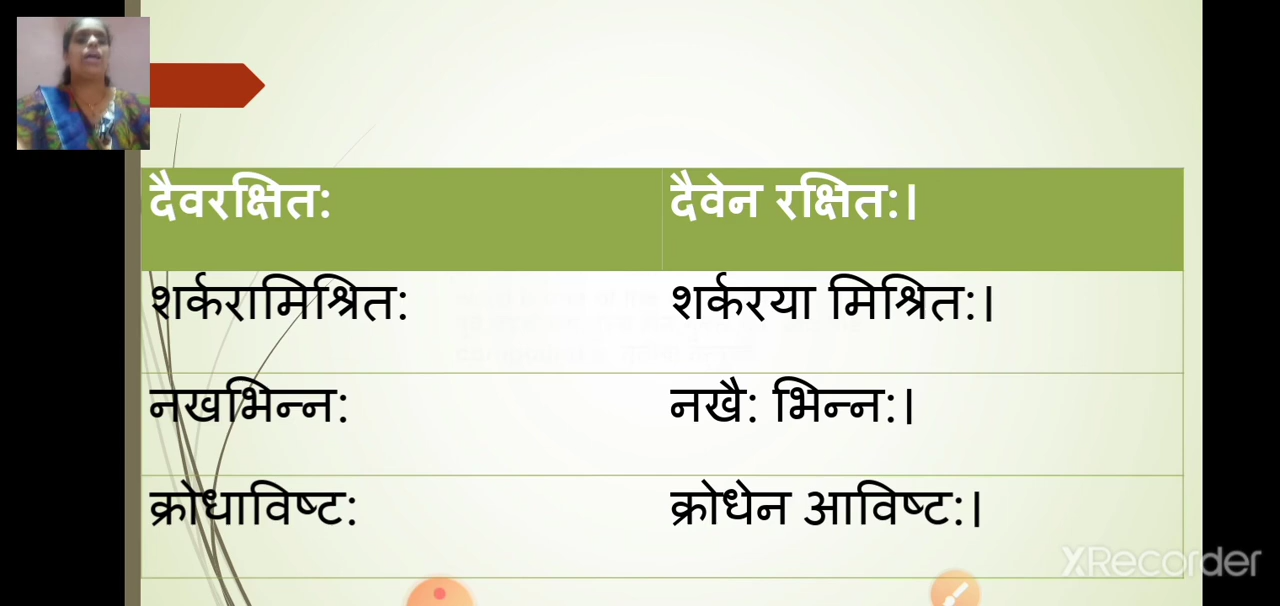 दैवरक्षित: दैवेन रक्षित:।
शर्करामिश्रित: शर्करया मिश्रित:।
नखभिन्न: नखै: भिन्न:।
क्रोधाविष्ट: क्रोधेन आविष्ट:।
XRecorder